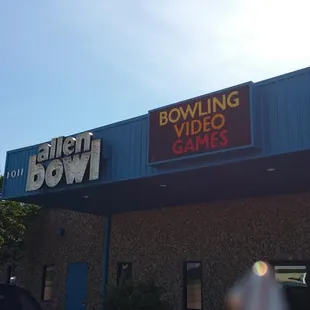 1011
allen
bowl
BOWLING
VIDEO
GAMES